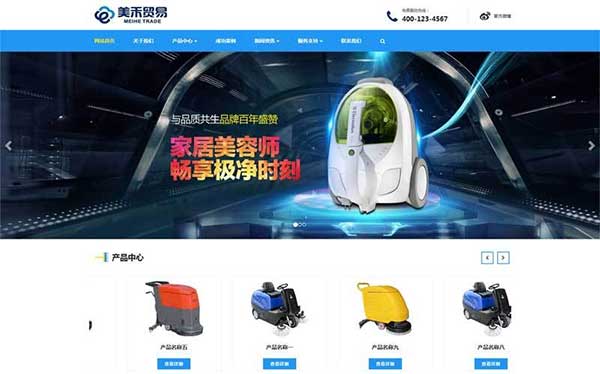 美禾贸易
MEIHE TRADE
免费服务热线：
400-123-4567
官方微博
网站首页
关于我们
产品中心
成功案例
新闻资讯
服务支持
联系我们
与品质共生品牌百年盛赞
家居美容师
畅享极净时刻
Electrolux
产品中心
产品名称五
产品名称一
产品名称九
产品名称八
查看详细
查看详细
查看详细
查看详细